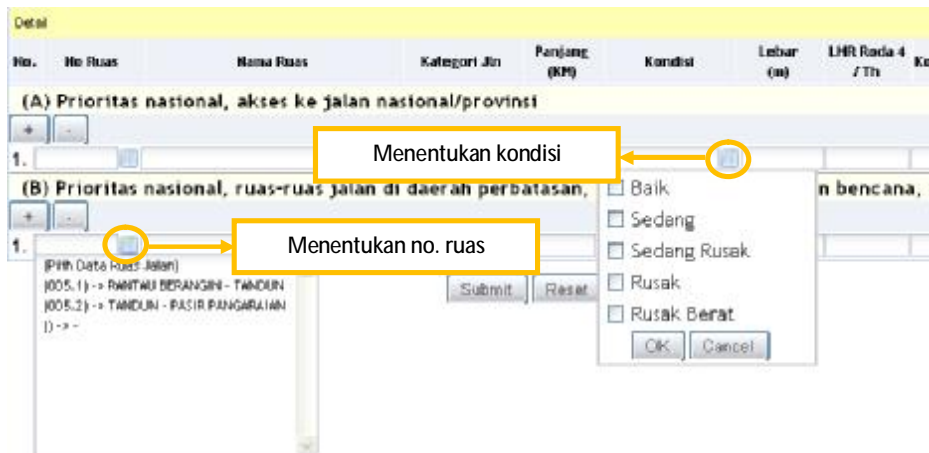 Detail
No. No Ruas Nama Ruas Kategori Jln Panjang (KM) Kondisi Lebar (m) LHR Roda 4 / Th
(A) Prioritas nasional, akses ke jalan nasional/provinsi
+ -
Menentukan kondisi
1.
(B) Prioritas nasional, ruas-ruas jalan di daerah perbatasan, n bencana,
Baik
+ -
Sedang
Menentukan no. ruas
1.
Sedang Rusak
(Pilih Data Ruas Jalan)
(005.1) -> RANTAU BERANGIN - TANDUN
Submit Reset
Rusak
(005.2) -> TANDUN - PASIR PANGARAIAN
Rusak Berat
() -> -
OK Cancel